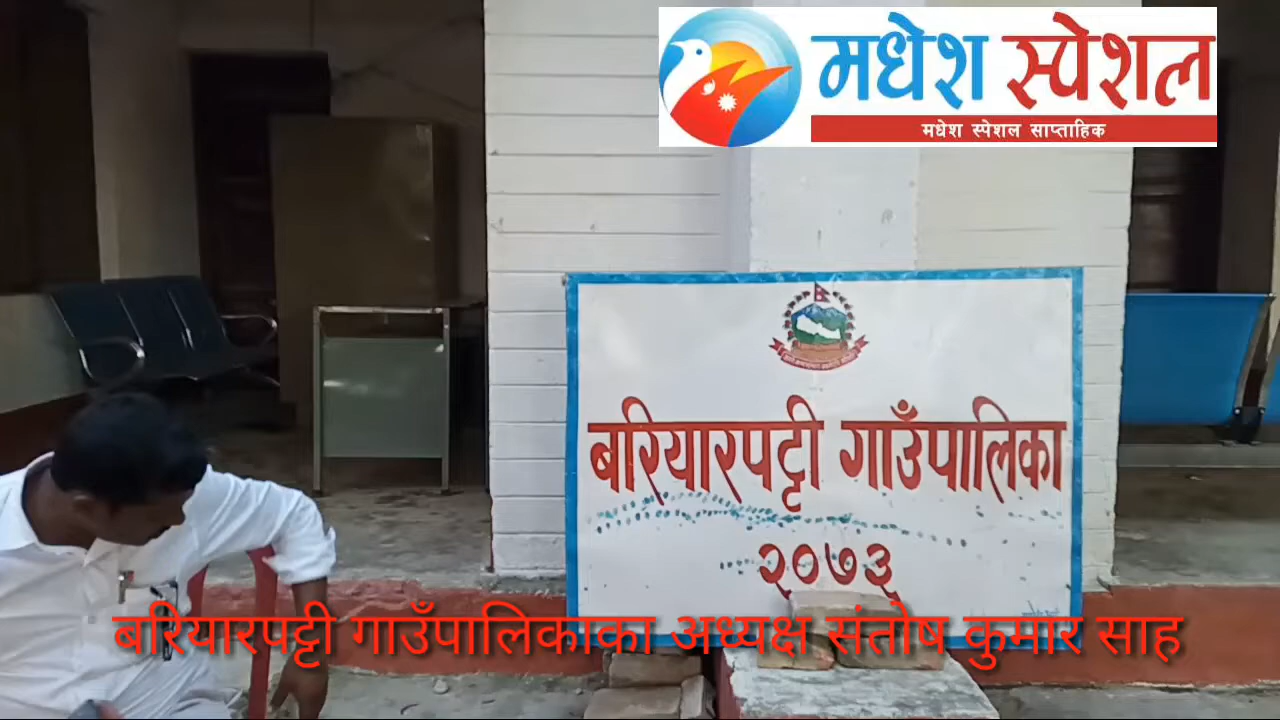 मधेश स्पेशल
मधेश स्पेशल साप्ताहिक
बरियारपट्टी गाउँपालिका
२०७३
बरियारपट्टी गाउँपालिकाका अध्यक्ष संतोष कुमार साह